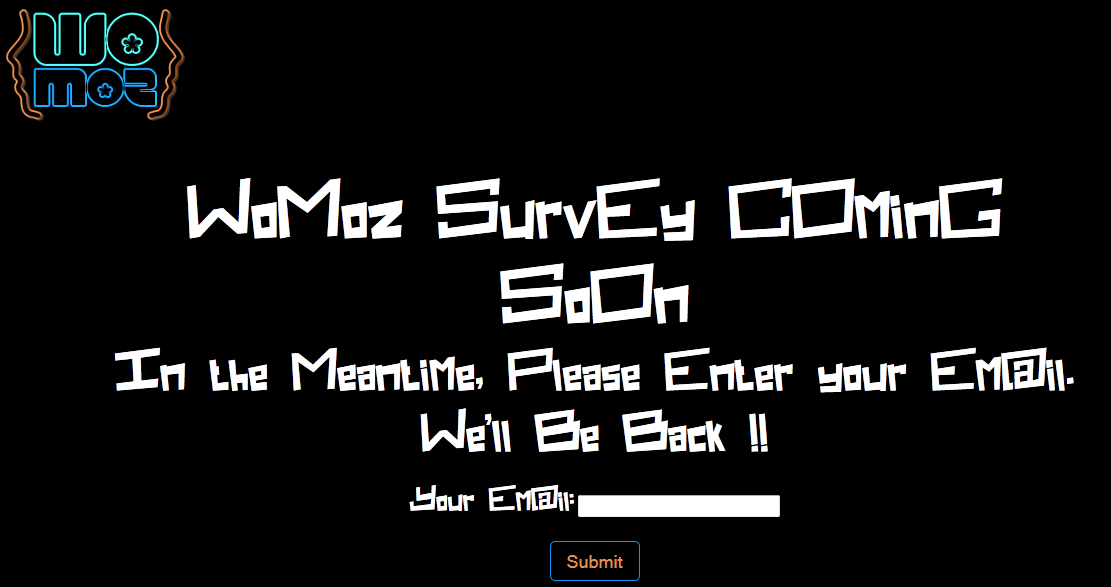 WO
MOZ
WoMoz SurvEy COMinG
SoOn
In the MeantiMe, Please Enter your EM@il.
We'll Be Back !!
Your EM@il:
Submit